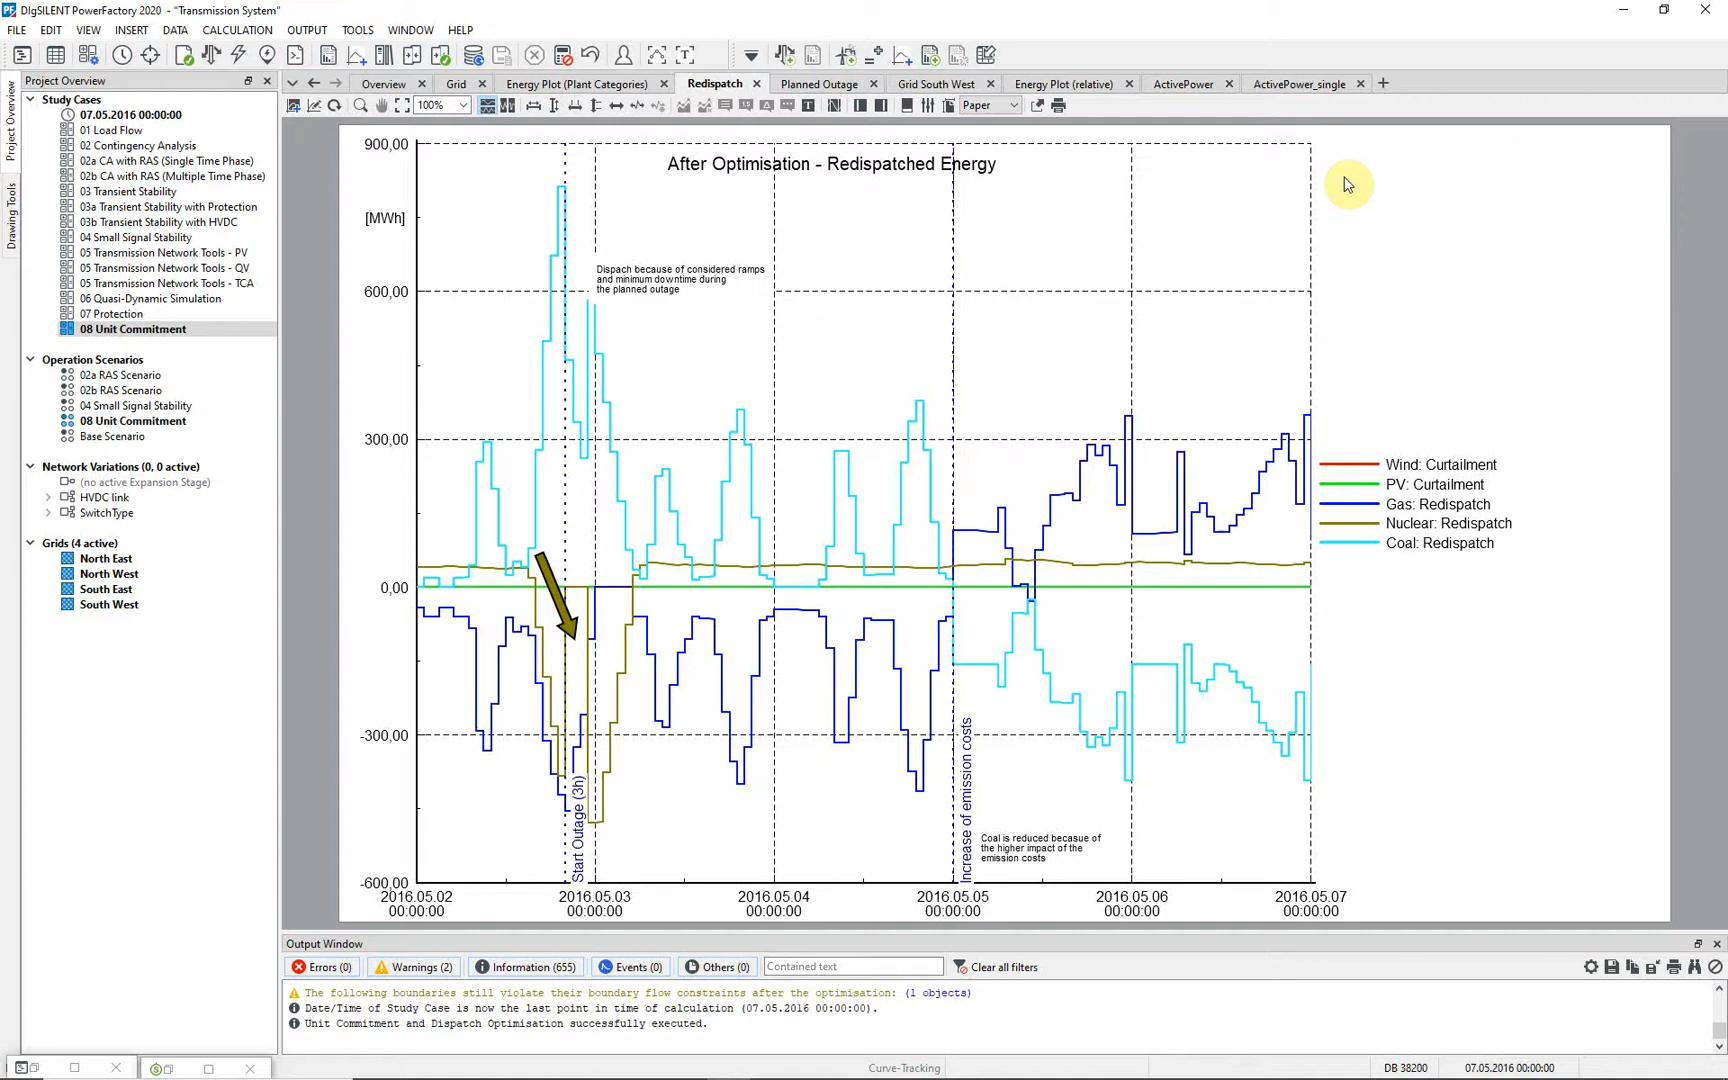 DIgSILENT PowerFactory 2020 - "Transmission System"
FILE EDIT VIEW INSERT DATA CALCULATION OUTPUT TOOLS WINDOW HELP
Project Overview
Overview Grid Energy Plot (Plant Categories) Redispatch Planned Outage Grid South West Energy Plot (relative) ActivePower ActivePower_single
100% Paper
Project Overview
Drawing Tools
Study Cases
07.05.2016 00:00:00
01 Load Flow
02 Contingency Analysis
02a CA with RAS (Single Time Phase)
02b CA with RAS (Multiple Time Phase)
03 Transient Stability
03a Transient Stability with Protection
03b Transient Stability with HVDC
04 Small Signal Stability
05 Transmission Network Tools - PV
05 Transmission Network Tools - QV
05 Transmission Network Tools - TCA
06 Quasi-Dynamic Simulation
07 Protection
08 Unit Commitment
Operation Scenarios
02a RAS Scenario
02b RAS Scenario
04 Small Signal Stability
08 Unit Commitment
Base Scenario
Network Variations (0, 0 active)
(no active Expansion Stage)
HVDC link
SwitchType
Grids (4 active)
North East
North West
South East
South West
After Optimisation - Redispatched Energy
900,00
[MWh]
600,00
300,00
0,00
-300,00
-600,00
Dispach because of considered ramps
and minimum downtime during
the planned outage
Start Outage (3h)
Increase of emission costs
Coal is reduced becasue of
the higher impact of the
emission costs
Wind: Curtailment
PV: Curtailment
Gas: Redispatch
Nuclear: Redispatch
Coal: Redispatch
2016.05.02 2016.05.03 2016.05.04 2016.05.05 2016.05.06 2016.05.07
00:00:00 00:00:00 00:00:00 00:00:00 00:00:00 00:00:00
Output Window
Errors (0) Warnings (2) Information (655) Events (0) Others (0) Contained text Clear all filters
The following boundaries still violate their boundary flow constraints after the optimisation: (1 objects)
Date/Time of Study Case is now the last point in time of calculation (07.05.2016 00:00:00).
Unit Commitment and Dispatch Optimisation successfully executed.
Curve-Tracking DB 38200 07.05.2016 00:00:00